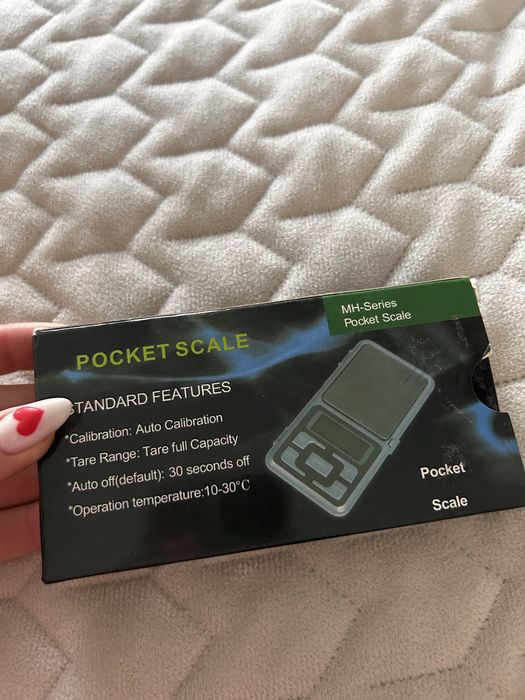 MH-Series
Pocket Scale
POCKET SCALE
STANDARD FEATURES
*Calibration: Auto Calibration
*Tare Range: Tare full Capacity
*Auto off(default): 30 seconds off
*Operation temperature:10-30℃
Pocket
Scale